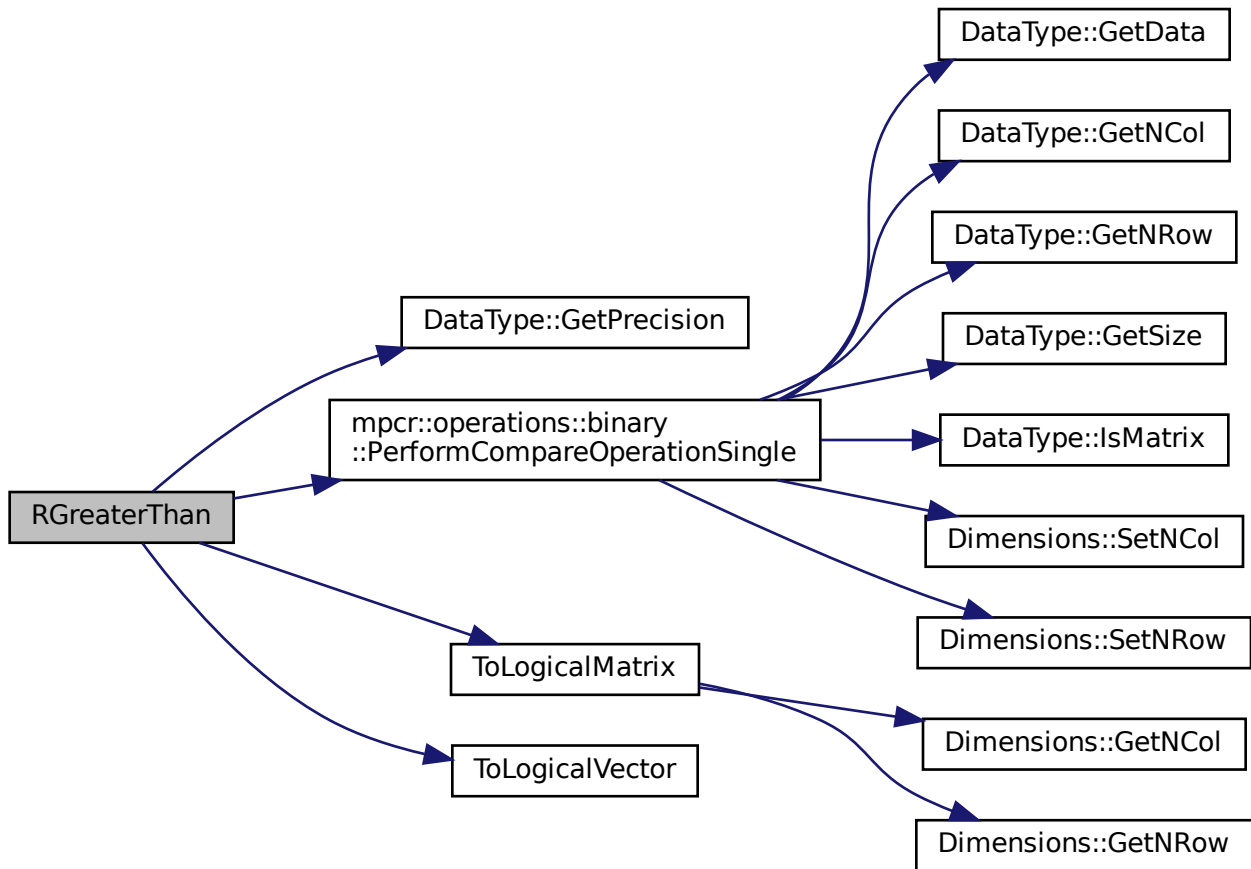 DataType::GetData
DataType::GetNCol
DataType::GetNRow
DataType::GetPrecision
DataType::GetSize
mpcr::operations::binary
::PerformCompareOperationSingle
DataType::IsMatrix
RGreaterThan
Dimensions::SetNCol
Dimensions::SetNRow
ToLogicalMatrix
Dimensions::GetNCol
ToLogicalVector
Dimensions::GetNRow